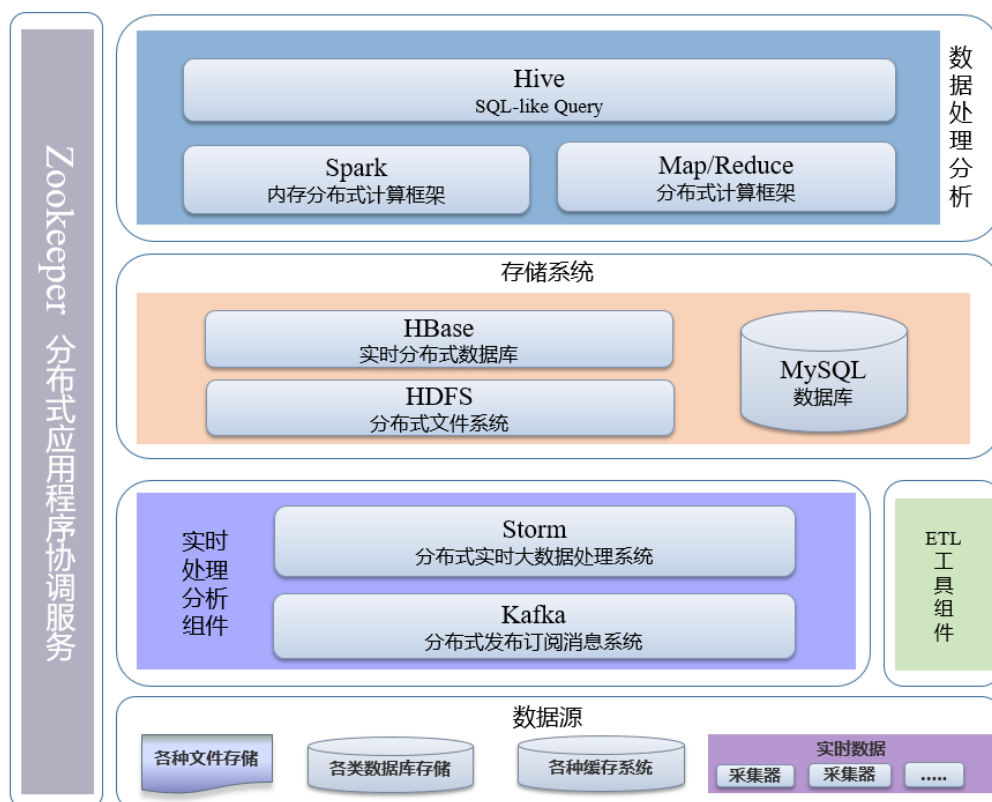 Zookeeper 分布式应用程序协调服务
数据处理分析
Hive
SQL-like Query
Spark
内存分布式计算框架
Map/Reduce
分布式计算框架
存储系统
HBase
实时分布式数据库
HDFS
分布式文件系统
MySQL
数据库
实时
处理
分析
组件
Storm
分布式实时大数据处理系统
Kafka
分布式发布订阅消息系统
ETL
工
具
组
件
数据源
各种文件存储
各类数据库存储
各种缓存系统
实时数据
采集器
采集器
.....